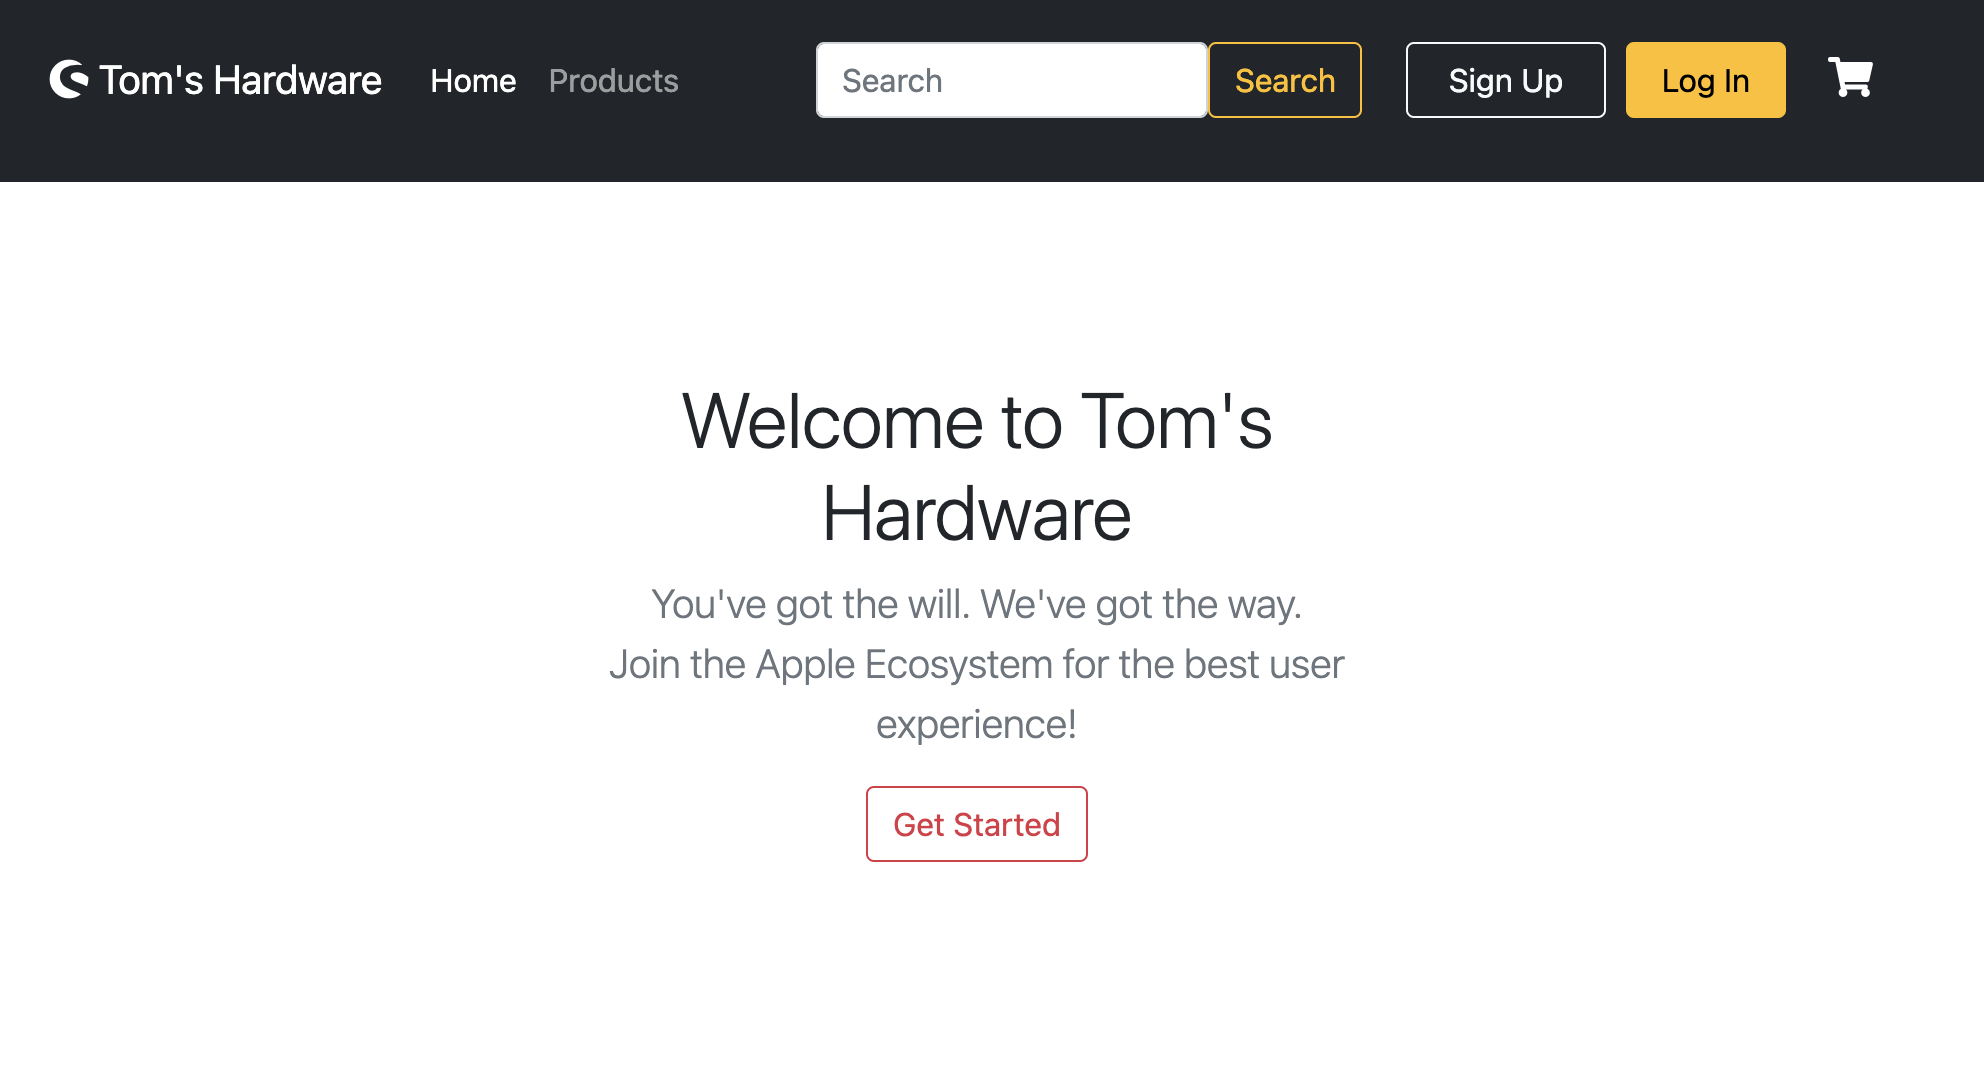 Tom's Hardware Home Products Search Search Sign Up Log In
Welcome to Tom's
Hardware
You've got the will. We've got the way.
Join the Apple Ecosystem for the best user
experience!
Get Started